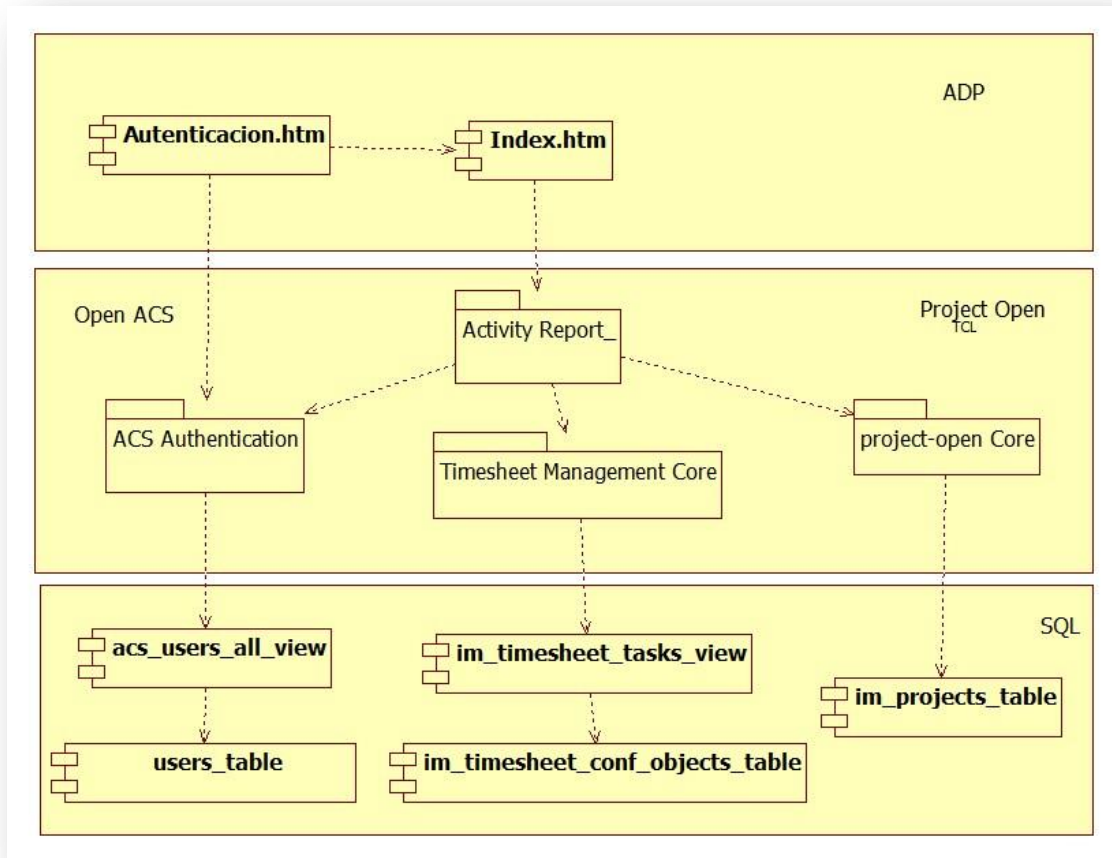 ADP
Autenticacion.htm
Index.htm
Open ACS
Project Open
TCL
Activity Report_
ACS Authentication
Timesheet Management Core
project-open Core
SQL
acs_users_all_view
im_timesheet_tasks_view
im_projects_table
users_table
im_timesheet_conf_objects_table